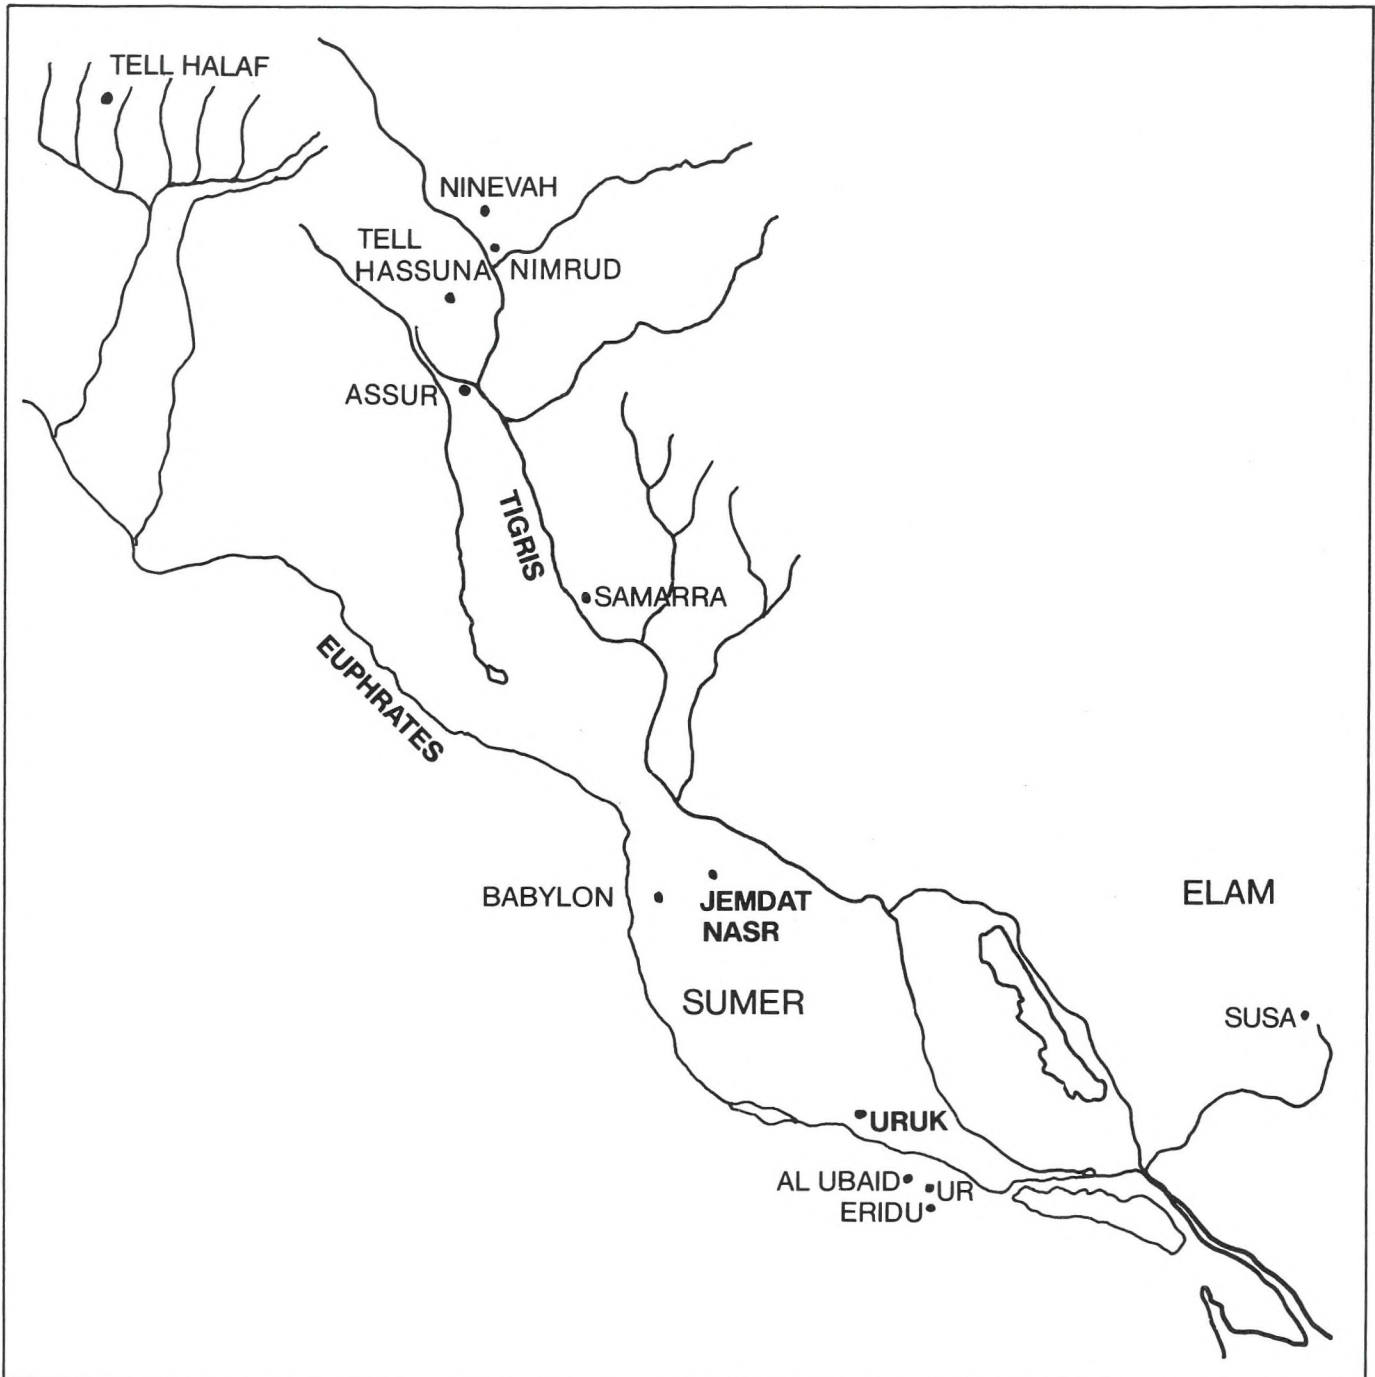 TELL HALAF
NINEVAH
TELL
HASSUNA
NIMRUD
ASSUR
TIGRIS
SAMARRA
EUPHRATES
BABYLON
JEMDAT
NASR
ELAM
SUMER
SUSA
URUK
AL UBAID
UR
ERIDU